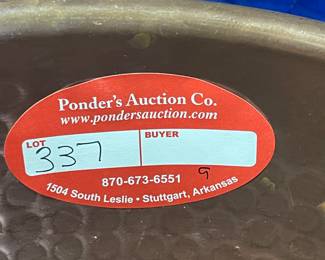 Ponder's Auction Co.
www.pondersauction.com
LOT BUYER
337
870-673-6551 9
1504 South Leslie • Stuttgart, Arkansas